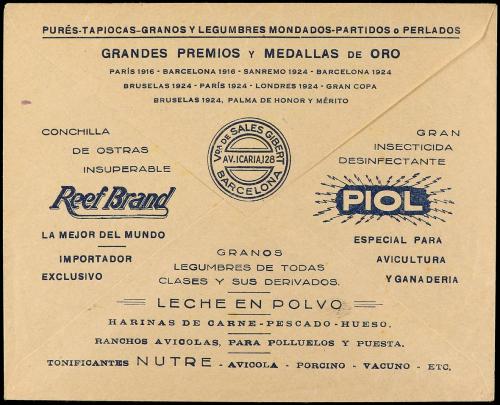 PURÉS-TAPIOCAS-GRANOS Y LEGUMBRES MONDADOS-PARTIDOS o PERLADOS
GRANDES PREMIOS Y MEDALLAS DE ORO
PARÍS 1916 - BARCELONA 1916 - SANREMO 1924 - BARCELONA 1924
BRUSELAS 1924 - PARÍS 1924 - LONDRES 1924 - GRAN COPA
BRUSELAS 1924, PALMA DE HONOR Y MÉRITO
CONCHILLA
DE OSTRAS
INSUPERABLE
Reef Brand
LA MEJOR DEL MUNDO
IMPORTADOR
EXCLUSIVO
VDA. DE SALES GIBERT
AV. ICARIA, 128
BARCELONA
GRAN
INSECTICIDA
DESINFECTANTE
PIOL
ESPECIAL PARA
AVICULTURA
Y GANADERIA
GRANOS
LEGUMBRES DE TODAS
CLASES Y SUS DERIVADOS.
LECHE EN POLVO
HARINAS DE CARNE-PESCADO-HUESO.
RANCHOS AVICOLAS, PARA POLLUELOS Y PUESTA.
TONIFICANTES NUTRE - AVICOLA - PORCINO - VACUNO - ETC.